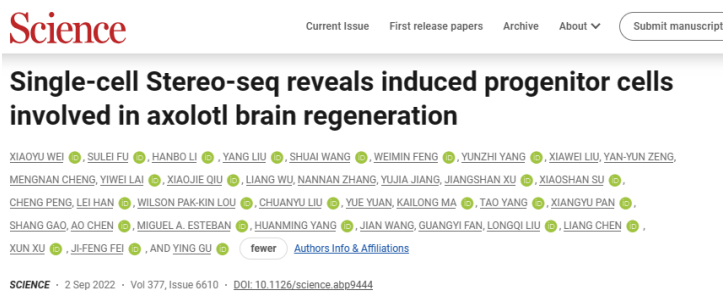 Science
Current Issue First release papers Archive About Submit manuscript
Single-cell Stereo-seq reveals induced progenitor cells
involved in axolotl brain regeneration
XIAOYU WEI, SULEI FU, HANBO LI, YANG LIU, SHUAI WANG, WEIMIN FENG, YUNZHI YANG, XIAWEI LIU, YAN-YUN ZENG,
MENGNAN CHENG, YIWEI LAI, XIAOJIE QIU, LIANG WU, NANNAN ZHANG, YUJIA JIANG, JIANGSHAN XU, XIAOSHAN SU,
CHENG PENG, LEI HAN, WILSON PAK-KIN LOU, CHUANYU LIU, YUE YUAN, KAILONG MA, TAO YANG, XIANGYU PAN,
SHANG GAO, AO CHEN, MIGUEL A. ESTEBAN, HUANMING YANG, JIAN WANG, GUANGYI FAN, LONGQI LIU, LIANG CHEN,
XUN XU, JI-FENG FEI, AND YING GU fewer Authors Info & Affiliations
SCIENCE · 2 Sep 2022 · Vol 377, Issue 6610 · DOI: 10.1126/science.abp9444